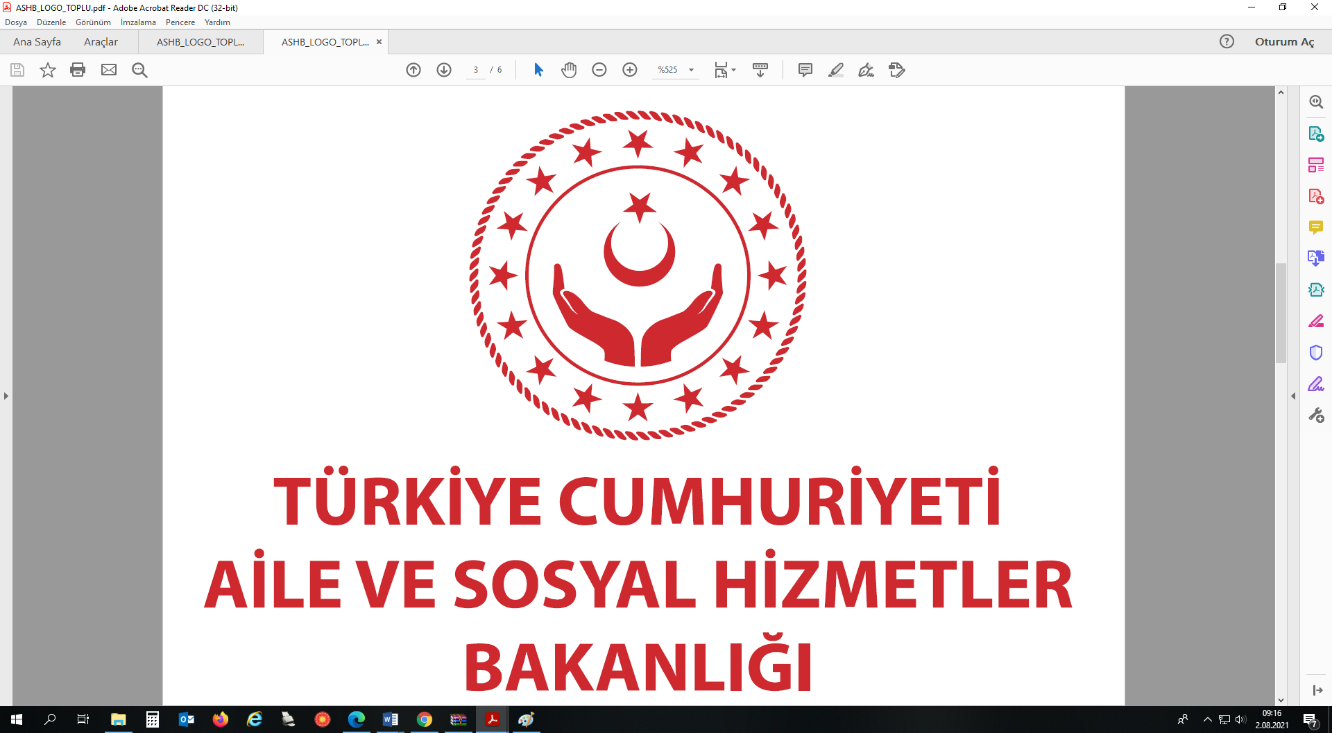 ASHB_LOGO_TOPLU.pdf - Adobe Acrobat Reader DC (32-bit)
Dosya Düzenle Görünüm İmzalama Pencere Yardım
Ana Sayfa Araçlar ASHB_LOGO_TOPL... ASHB_LOGO_TOPL... × Oturum Aç
3 / 6 %525
TÜRKİYE CUMHURİYETİ
AİLE VE SOSYAL HİZMETLER
BAKANLIĞI
09:16
2.08.2021
7